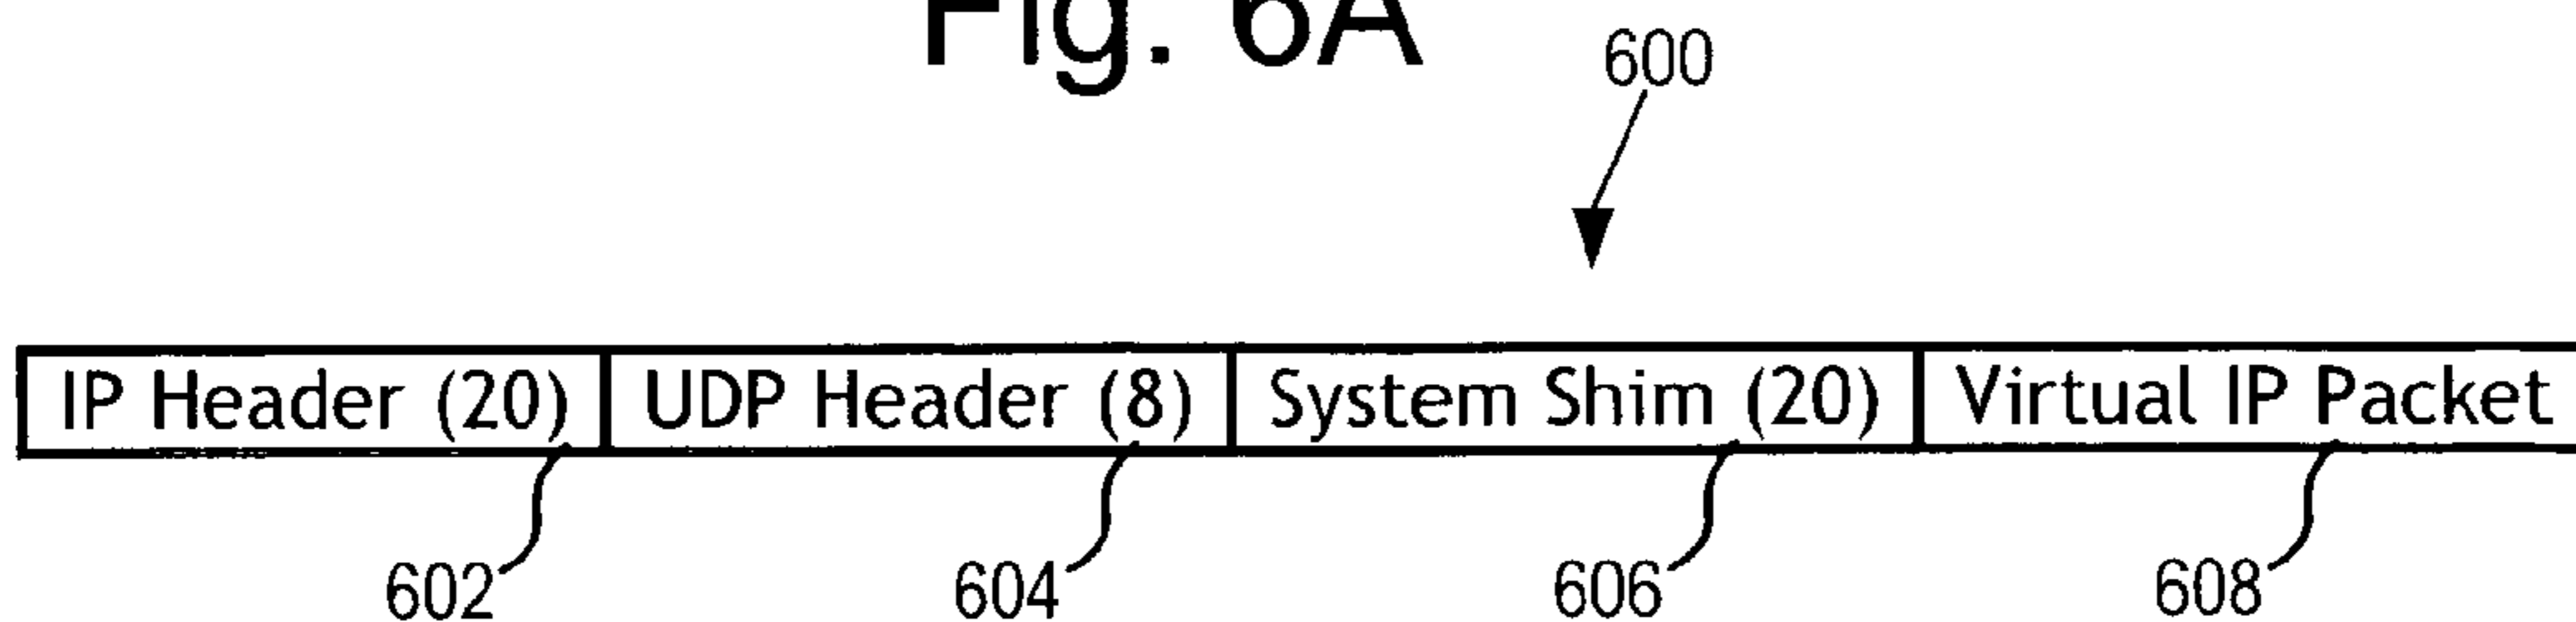 Fig. 6A
600
IP Header (20) UDP Header (8) System Shim (20) Virtual IP Packet
602 604 606 608